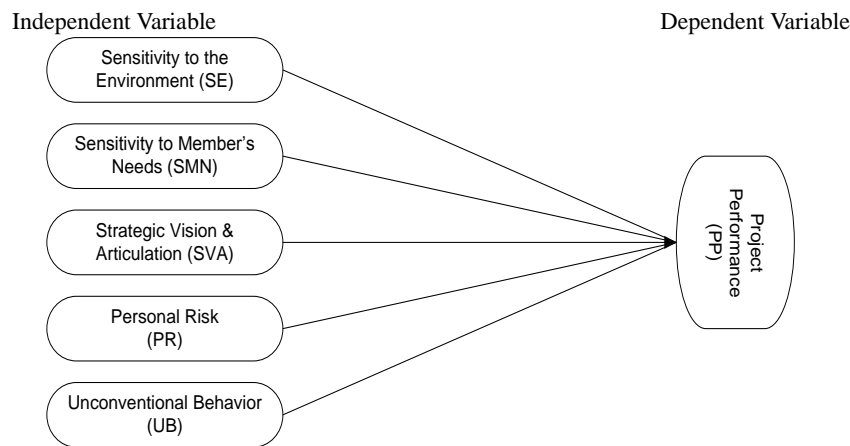 Independent Variable
Dependent Variable
Sensitivity to the
Environment (SE)
Sensitivity to Member's
Needs (SMN)
Strategic Vision &
Articulation (SVA)
Personal Risk
(PR)
Unconventional Behavior
(UB)
Project
Performance
(PP)